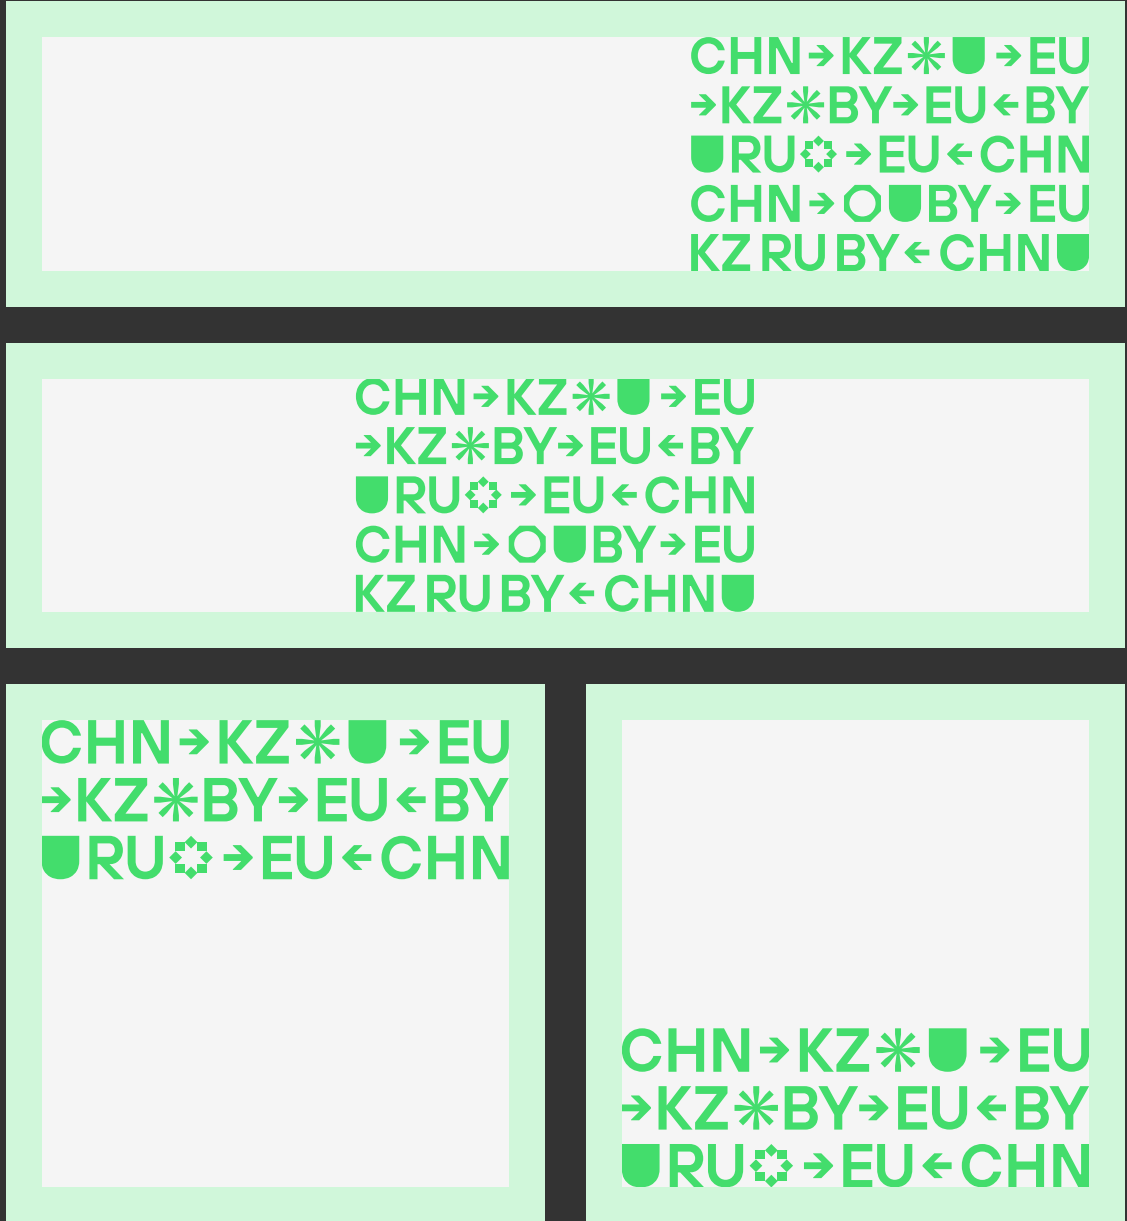 CHN→KZ EU
→KZ BY→EU←BY
RU →EU←CHN
CHN→ BY→EU
KZ RU BY←CHN
CHN→KZ →EU
→KZ BY→EU←BY
RU →EU←CHN
CHN→ BY→EU
KZ RU BY←CHN
CHN→KZ →EU
→KZ BY→EU←BY
RU →EU←CHN
CHN→KZ →EU
→KZ BY→EU←BY
RU →EU←CHN